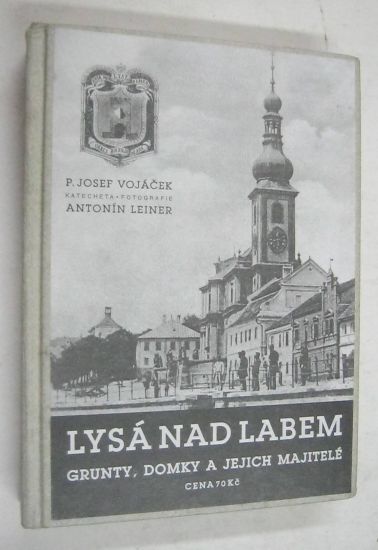 P. JOSEF VOJÁČEK
KATECHETA · FOTOGRAFIE
ANTONÍN LEINER
LYSÁ NAD LABEM
GRUNTY, DOMKY A JEJICH MAJITELÉ
CENA 70 Kč